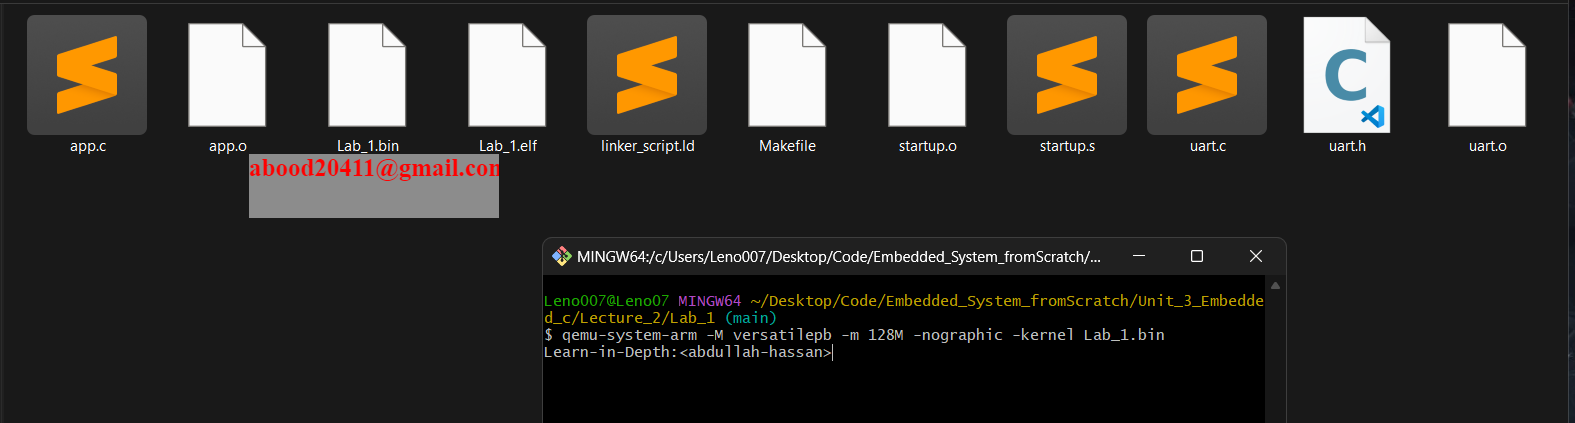 app.c app.o Lab_1.bin Lab_1.elf linker_script.ld Makefile startup.o startup.s uart.c uart.h uart.o
abood20411@gmail.con
MINGW64:/c/Users/Leno007/Desktop/Code/Embedded_System_fromScratch/...
Leno007@Leno07 MINGW64 ~/Desktop/Code/Embedded_System_fromScratch/Unit_3_Embedde
d_c/Lecture_2/Lab_1 (main)
$ qemu-system-arm -M versatilepb -m 128M -nographic -kernel Lab_1.bin
Learn-in-Depth:<abdullah-hassan>